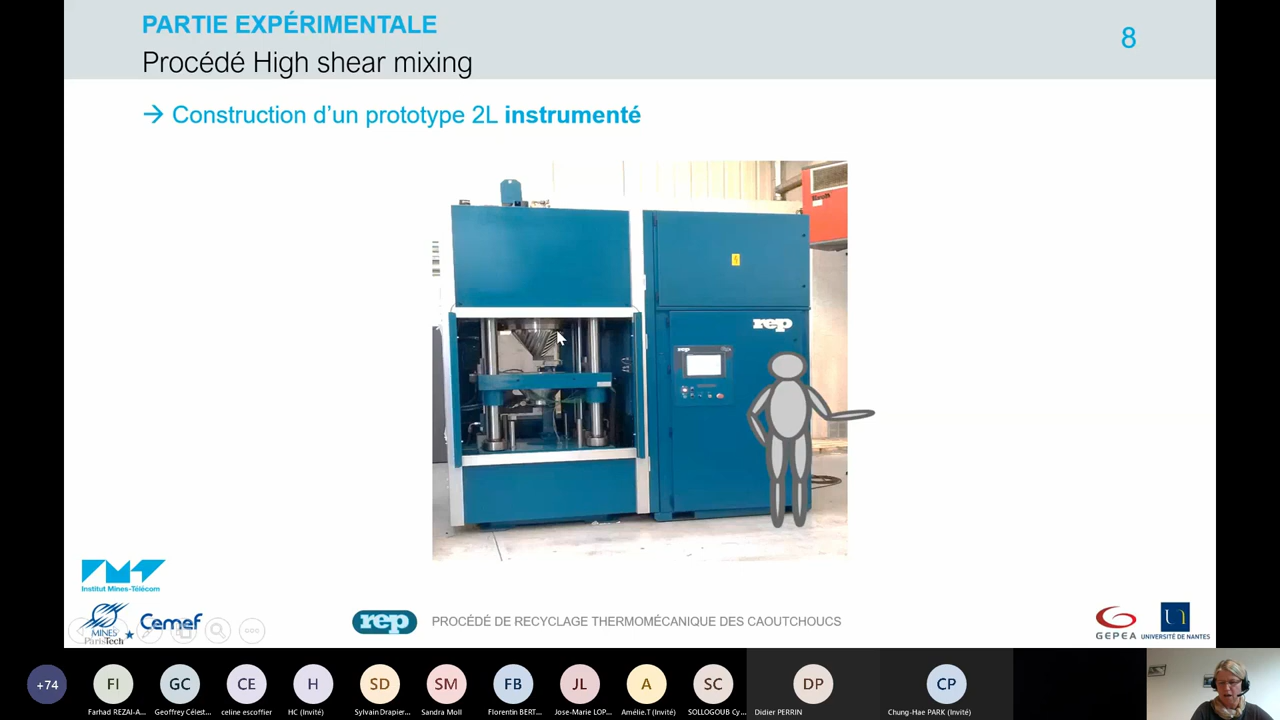 PARTIE EXPÉRIMENTALE
8
Procédé High shear mixing
→ Construction d'un prototype 2L instrumenté
rep
rep
Institut Mines-Télécom
MINES
ParisTech
Cemef
rep
PROCÉDÉ DE RECYCLAGE THERMOMÉCANIQUE DES CAOUTCHOUCS
GEPEA
UNIVERSITÉ DE NANTES
+74
FI
GC
CE
H
SD
SM
FB
JL
A
SC
DP
CP
Farhad REZAI-A...
Geoffrey Célest...
celine escoffier
HC (Invité)
Sylvain Drapier...
Sandra Moll
Florentin BERT...
Jose-Marie LOP...
Amélie.T (Invité)
SOLLOGOUB Cy...
Didier PERRIN
Chung-Hae PARK (Invité)